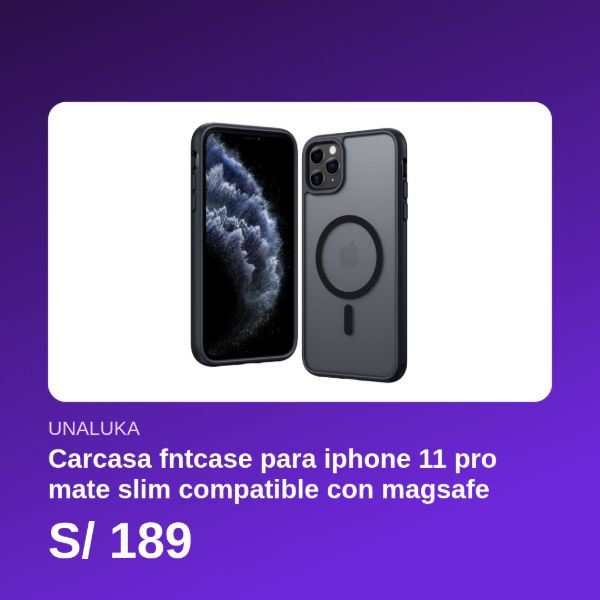 UNALUKA
Carcasa fntcase para iphone 11 pro
mate slim compatible con magsafe
S/ 189